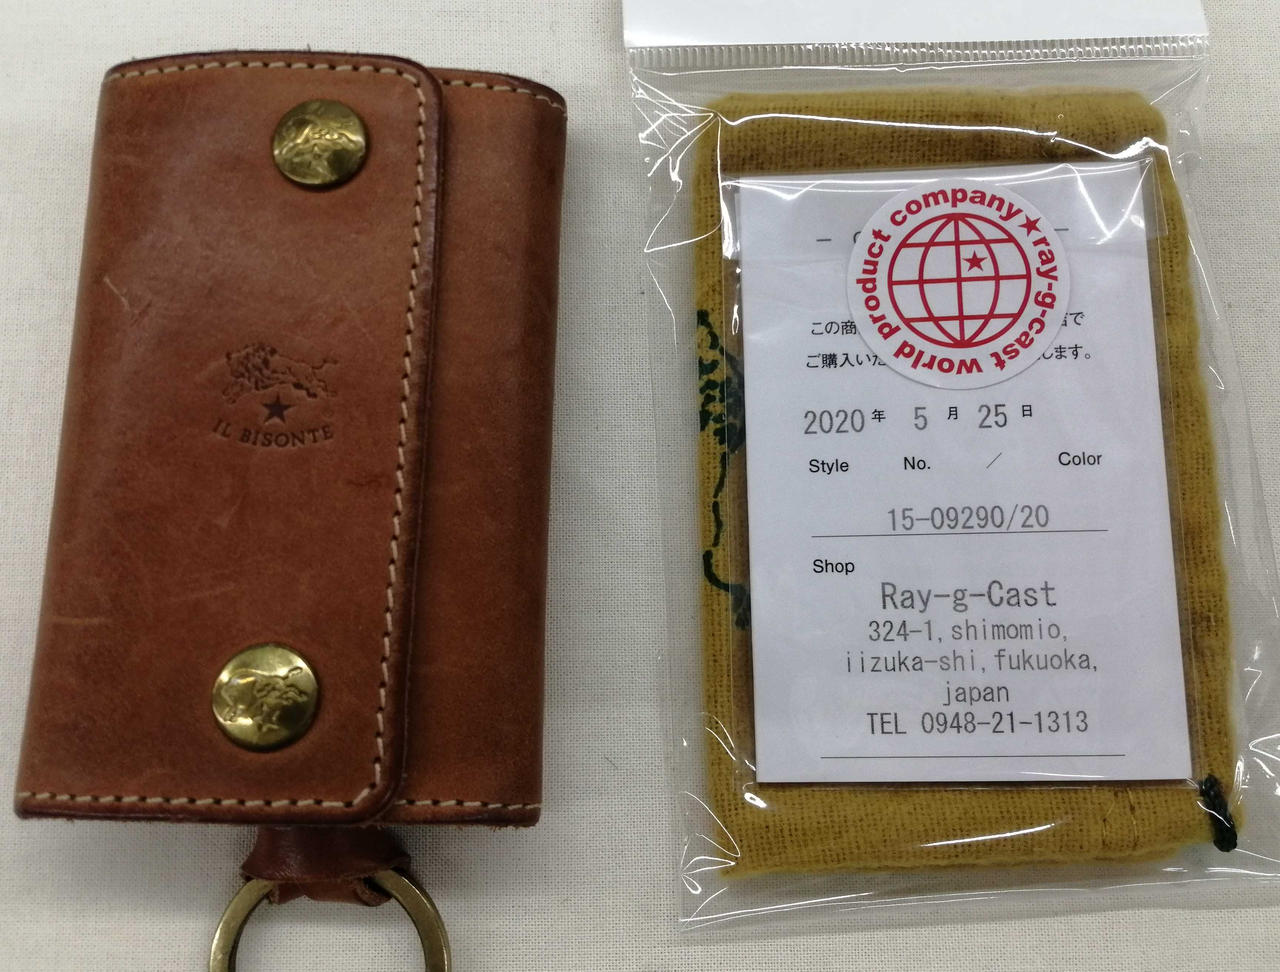 IL BISONTE
product company★ray-g-cast world
この商 店で
ご購入いた します。
2020 年 5 月 25 日
Style No. / Color
15-09290/20
Shop
Ray-g-Cast
324-1, shimomio,
iizuka-shi, fukuoka,
japan
TEL 0948-21-1313